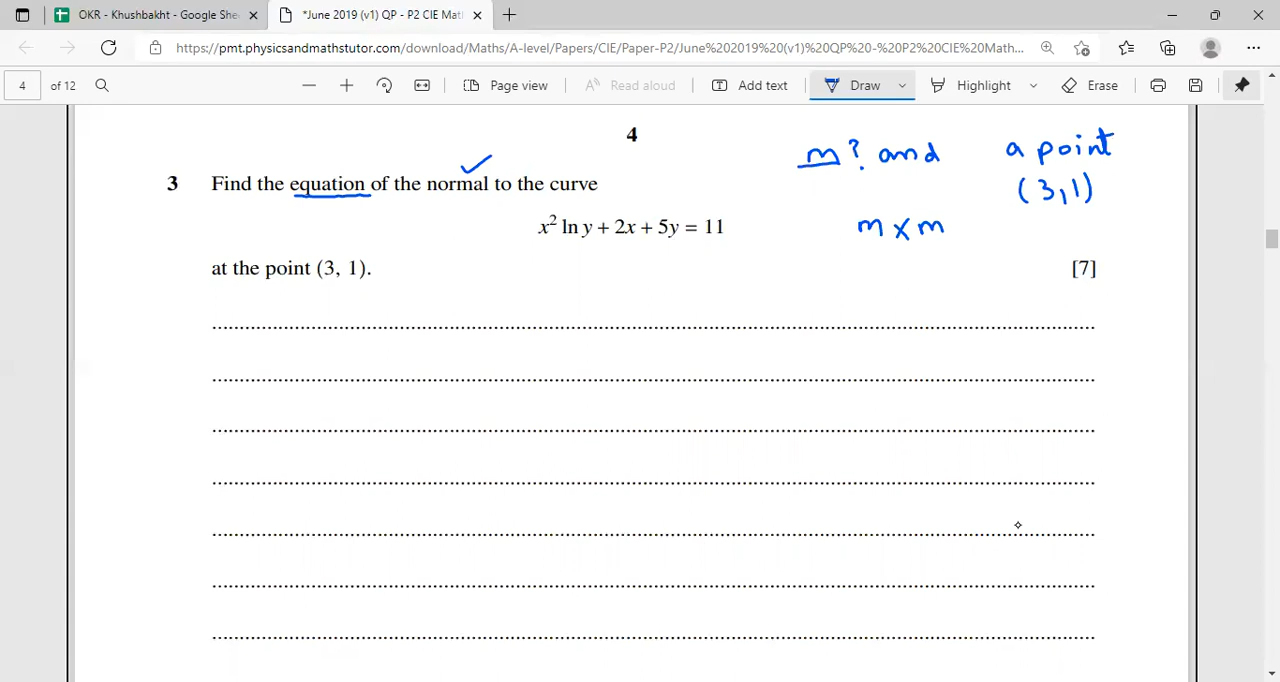 OKR - Khushbakht - Google She
*June 2019 (v1) QP - P2 CIE Mat
https://pmt.physicsandmathstutor.com/download/Maths/A-level/Papers/CIE/Paper-P2/June%202019%20(v1)%20QP%20-%20P2%20CIE%20Math...
4 of 12
Page view
Read aloud
Add text
Draw
Highlight
Erase
4
m? and a point
(3,1)
3 Find the equation of the normal to the curve
x² ln y + 2x + 5y = 11
m x m
at the point (3, 1). [7]